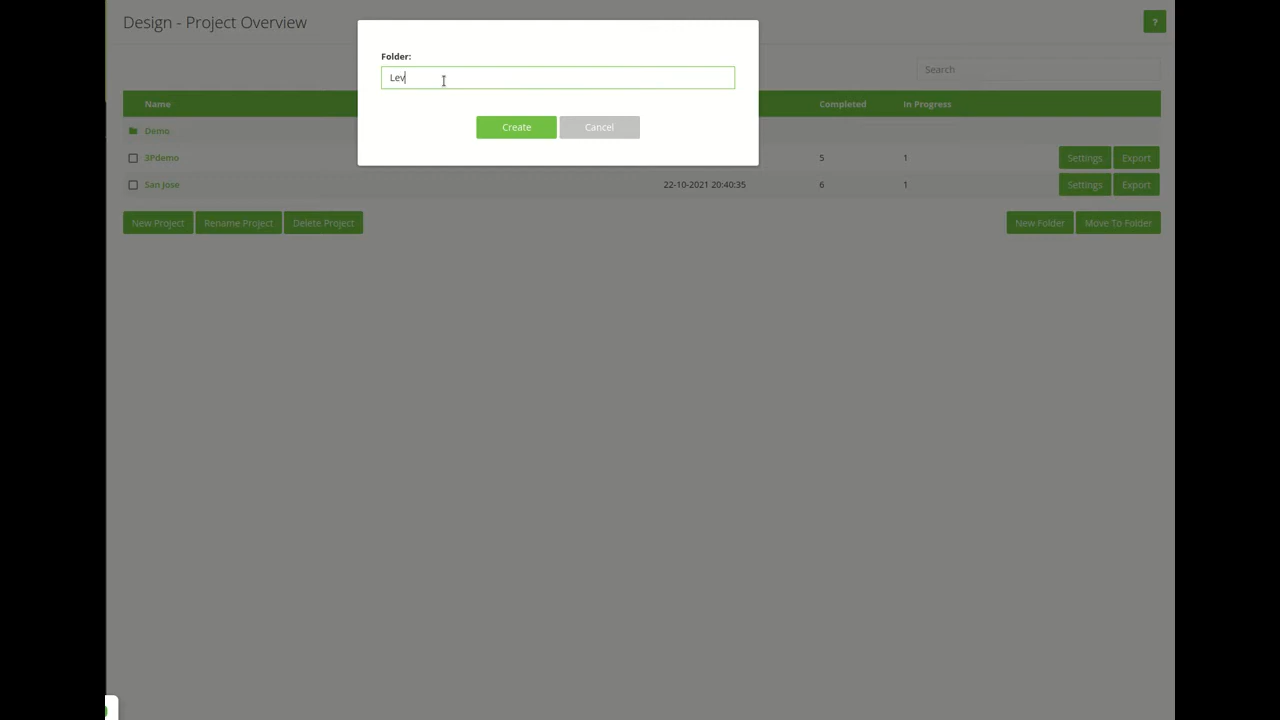 Design - Project Overview
?
Folder:
Lev
Create Cancel
Search
Name Completed In Progress
Demo
3Pdemo 5 1 Settings Export
San Jose 22-10-2021 20:40:35 6 1 Settings Export
New Project Rename Project Delete Project New Folder Move To Folder